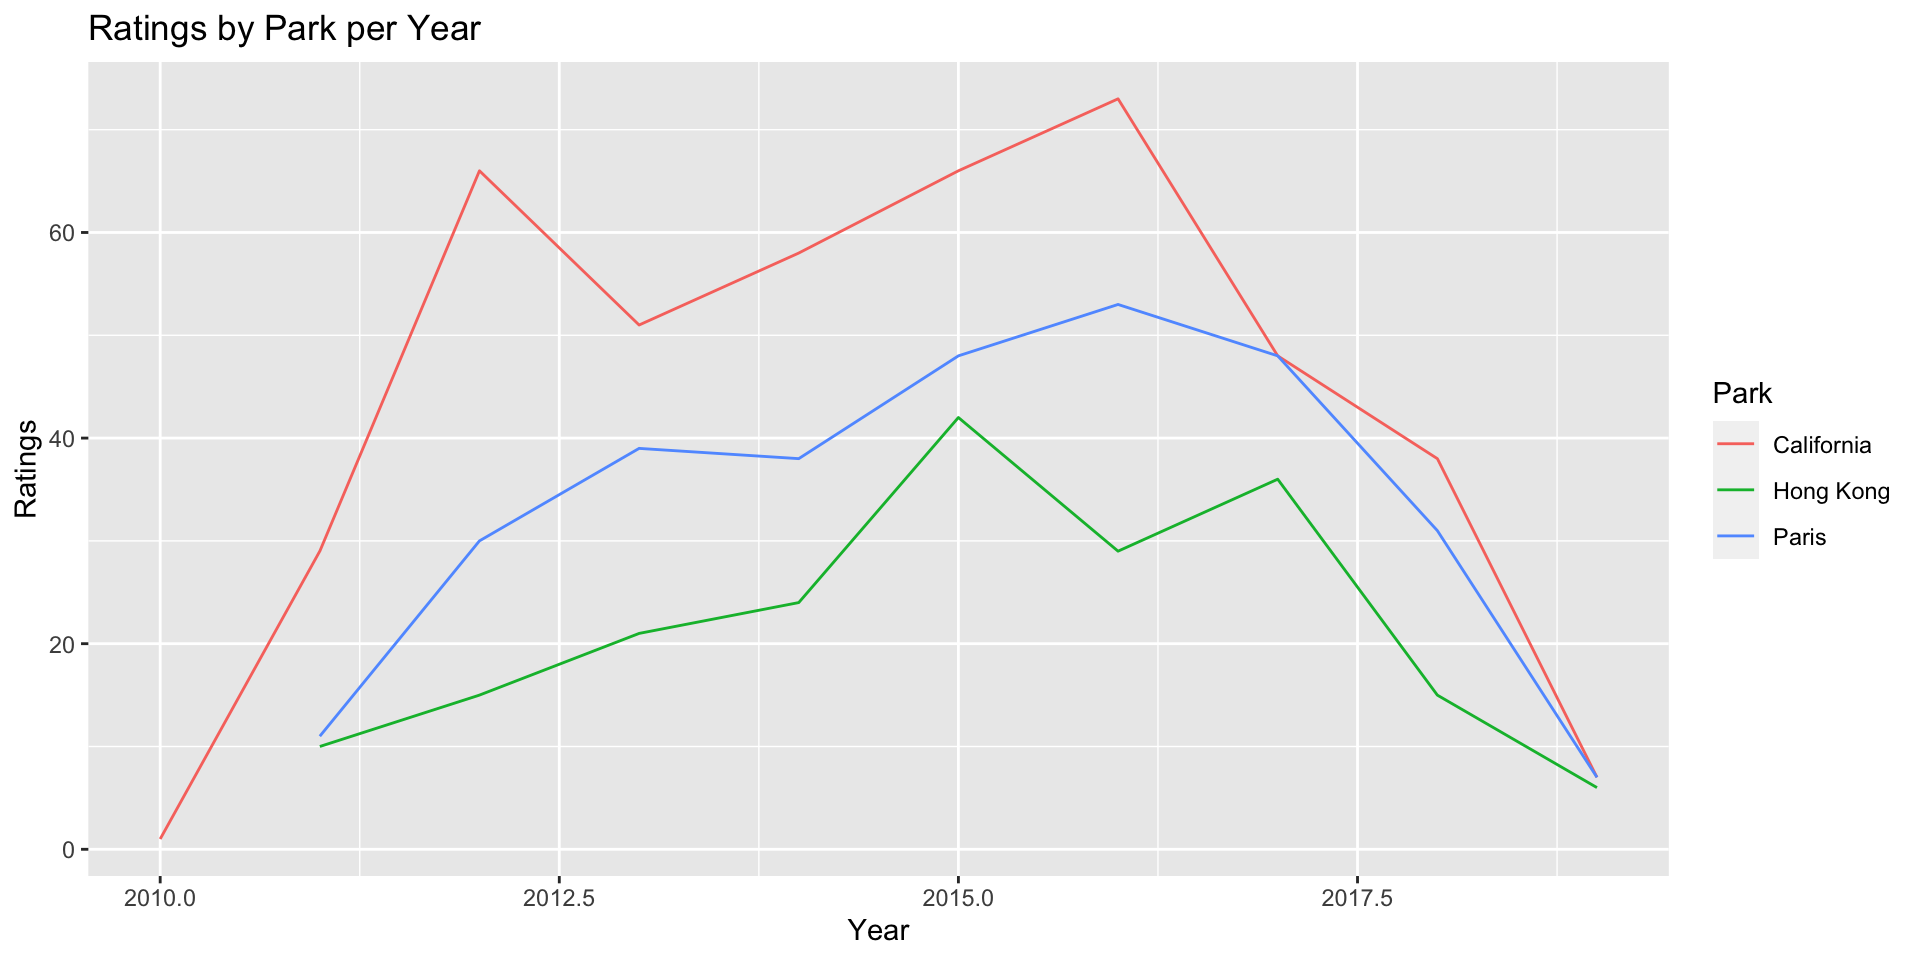 Ratings by Park per Year
Ratings
60
40
20
0
2010.0
2012.5
2015.0
2017.5
Year
Park
California
Hong Kong
Paris